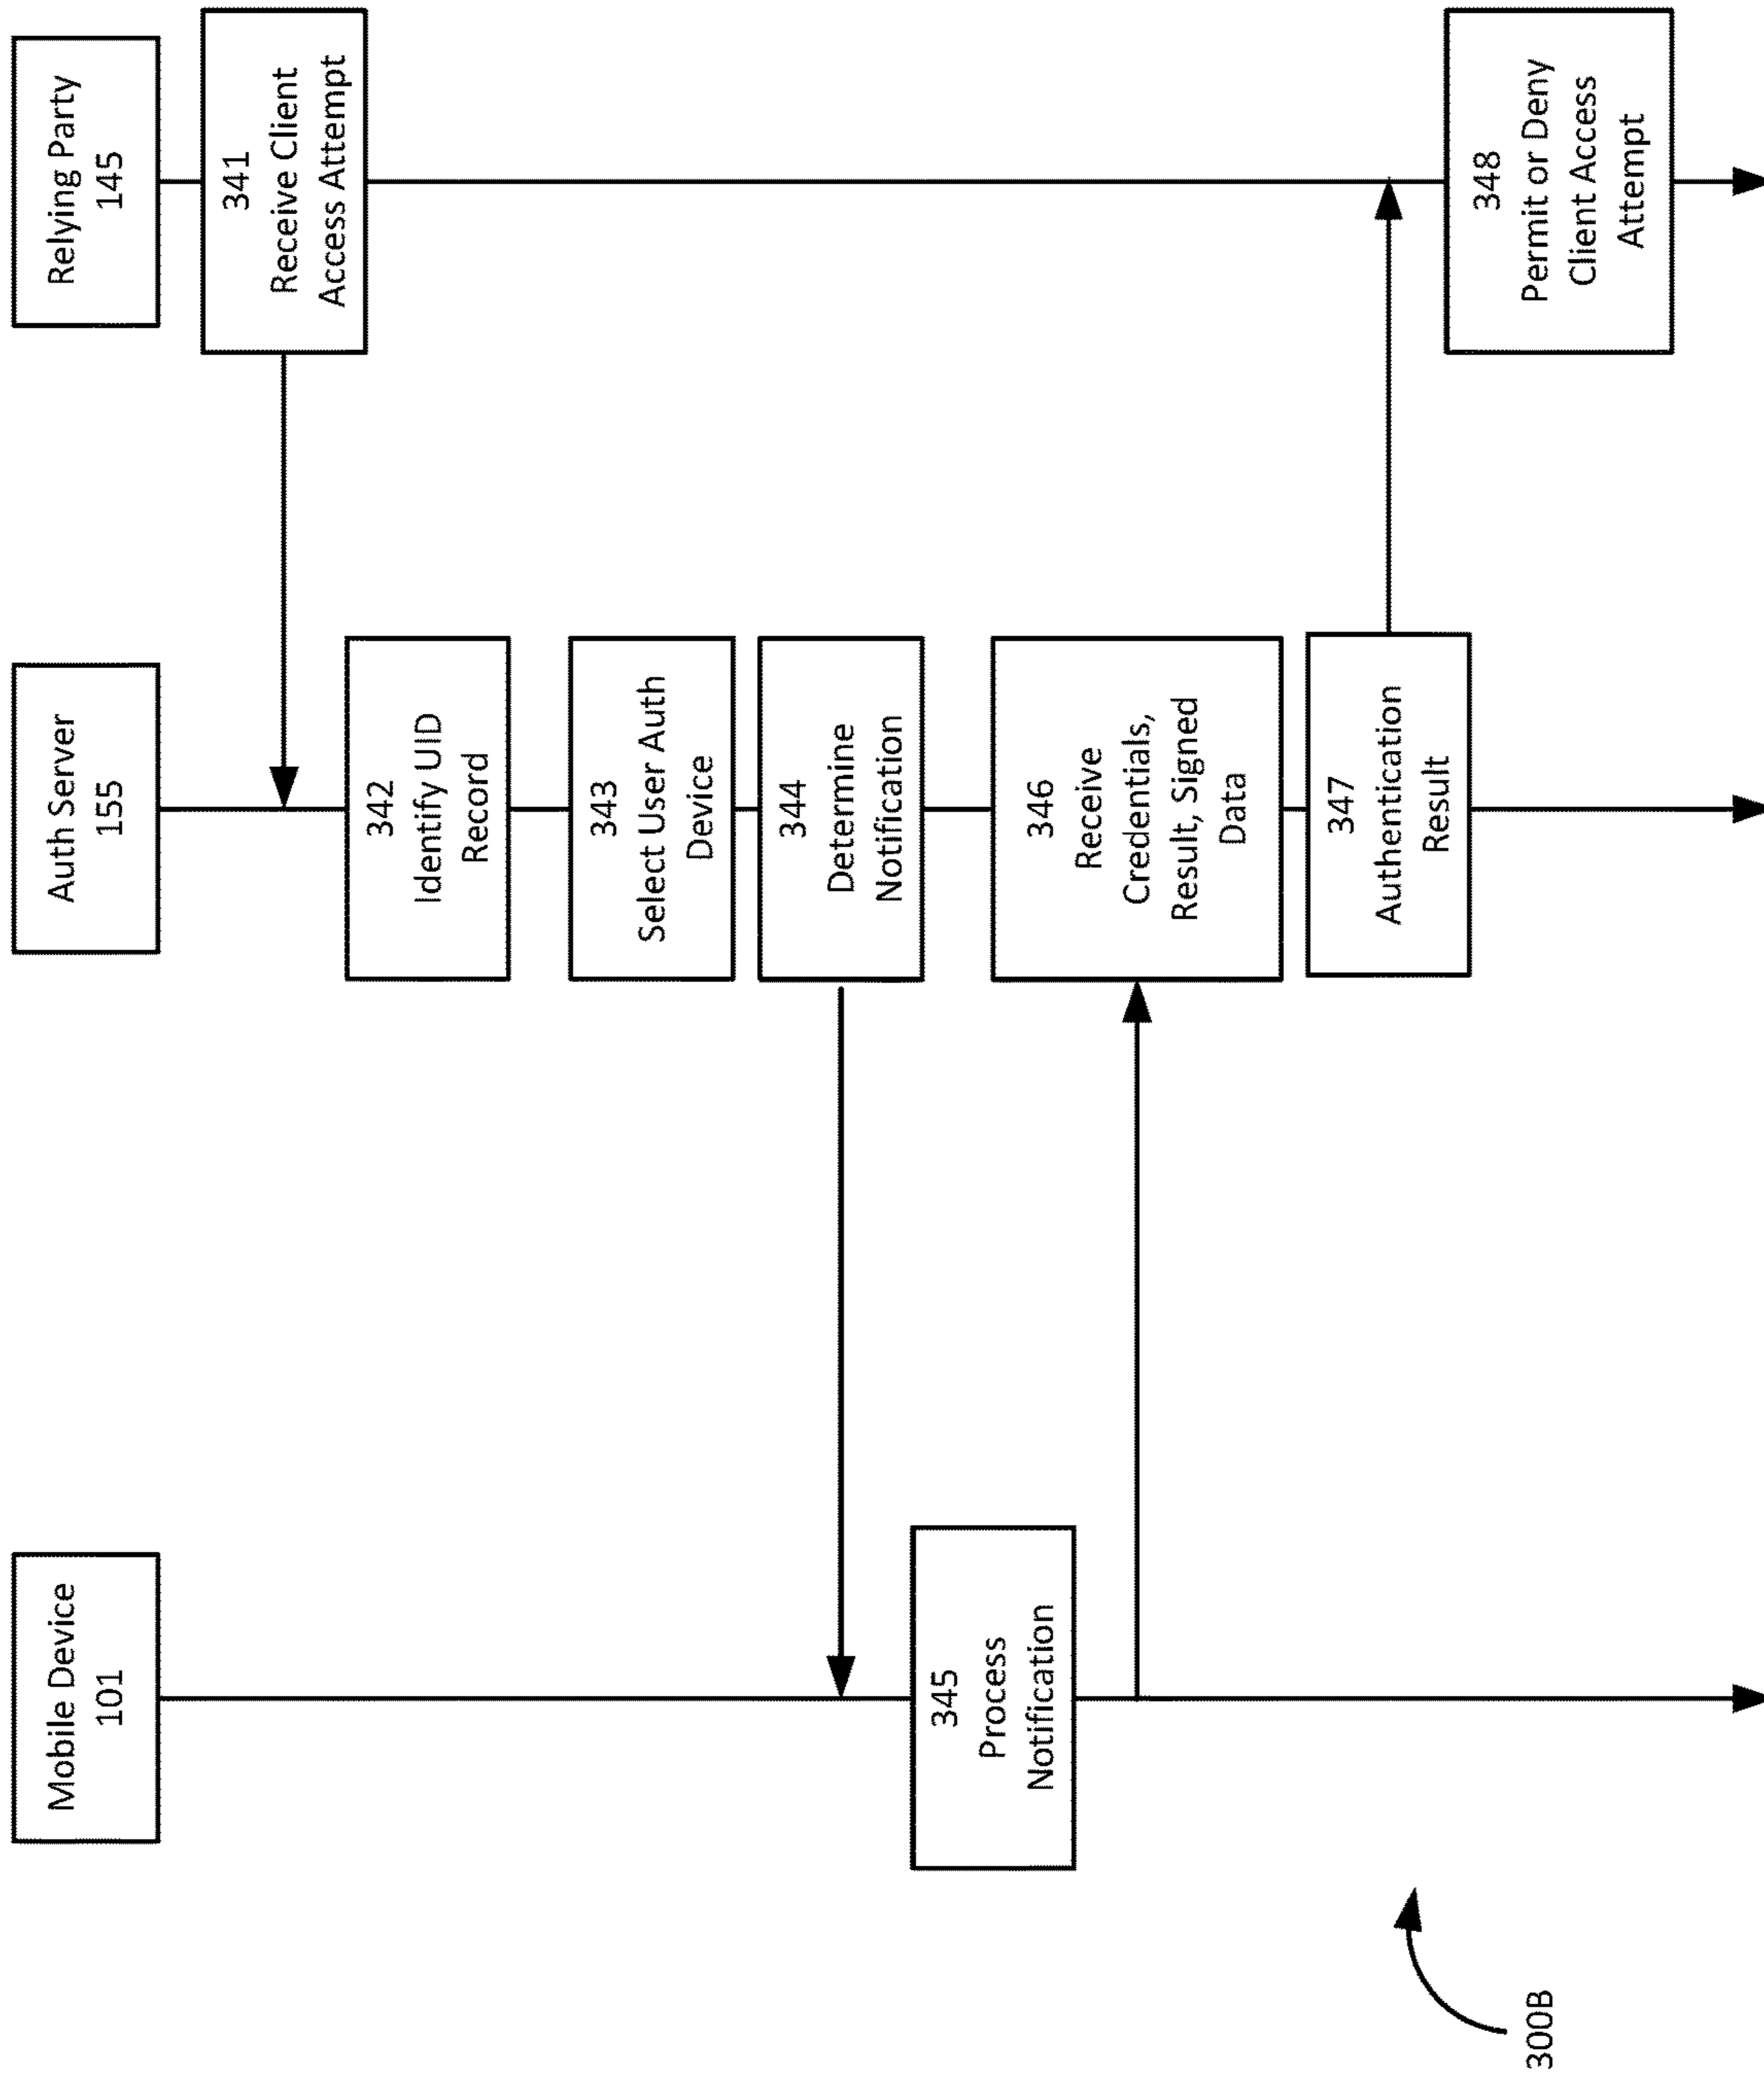 Mobile Device
101
Auth Server
155
Relying Party
145
341
Receive Client
Access Attempt
342
Identify UID
Record
343
Select User Auth
Device
344
Determine
Notification
345
Process
Notification
346
Receive
Credentials,
Result, Signed
Data
347
Authentication
Result
348
Permit or Deny
Client Access
Attempt
300B